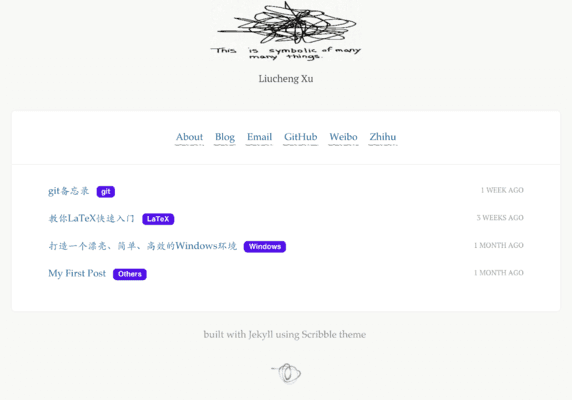 This is symbolic of many
many things.
Liucheng Xu
About Blog Email GitHub Weibo Zhihu
git备忘录 git 1 WEEK AGO
教你LaTeX快速入门 LaTeX 3 WEEKS AGO
打造一个漂亮、简单、高效的Windows环境 Windows 1 MONTH AGO
My First Post Others 1 MONTH AGO
built with Jekyll using Scribble theme